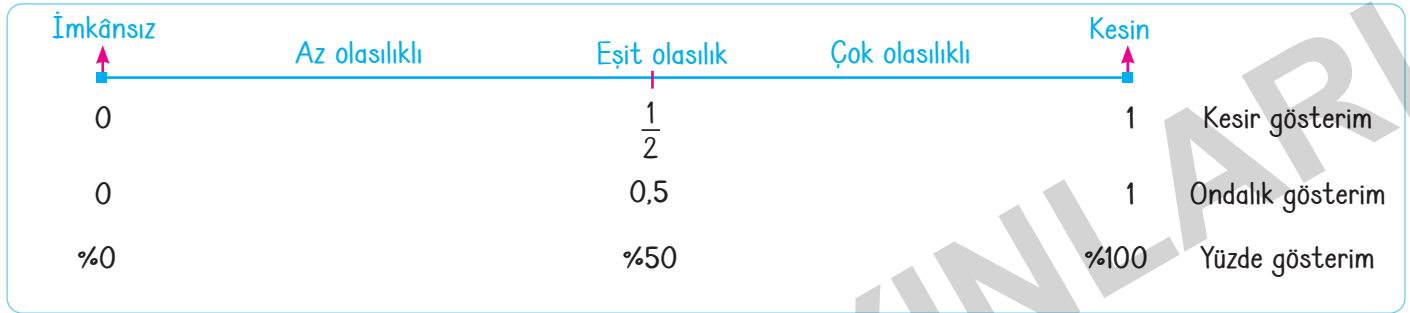 İmkânsız Kesin
Az olasılıklı Eşit olasılık Çok olasılıklı
0 1/2 1 Kesir gösterim
0 0,5 1 Ondalık gösterim
%0 %50 %100 Yüzde gösterim
INLARI